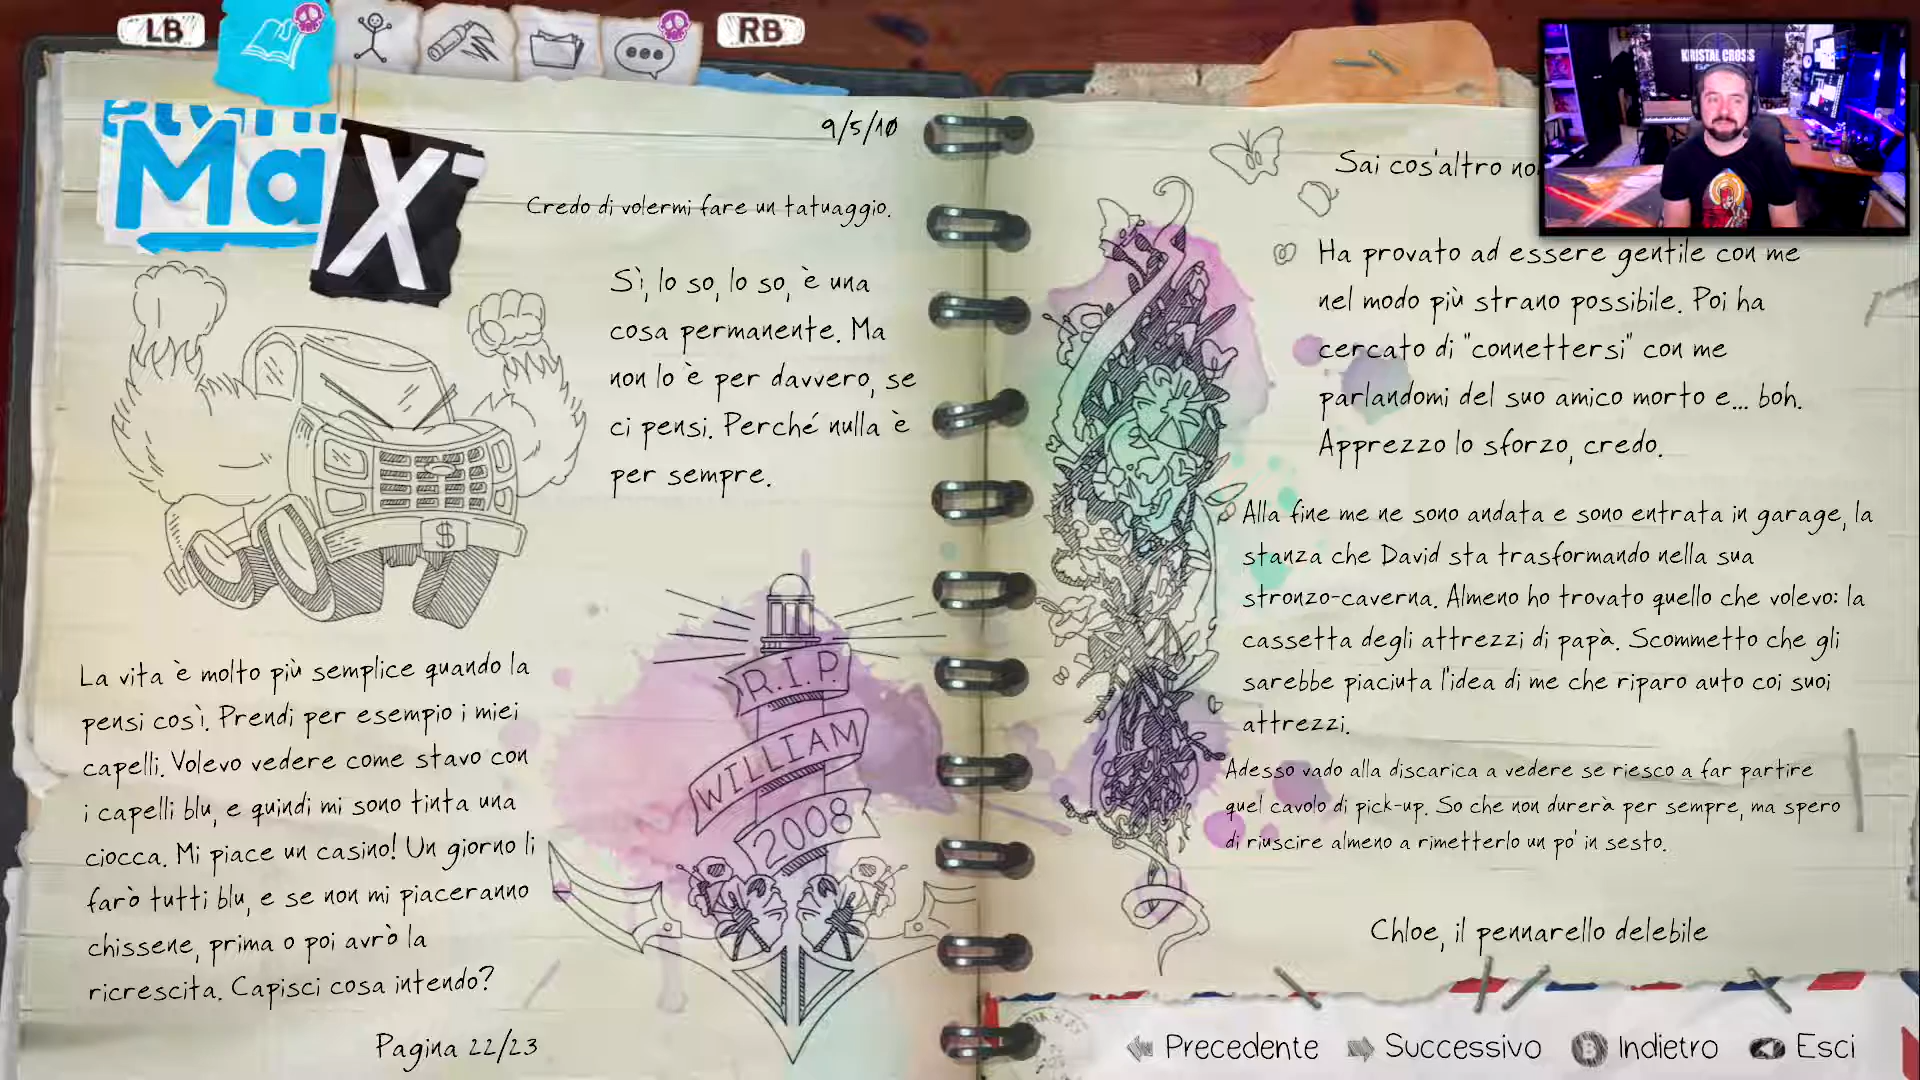 LB
RB
KRISTAL CROSS
Max
9/5/10
Credo di volermi fare un tatuaggio.
Sì, lo so, lo so, è una
cosa permanente. Ma
non lo è per davvero, se
ci pensi. Perché nulla è
per sempre.
$
La vita è molto più semplice quando la
pensi così. Prendi per esempio i miei
capelli. Volevo vedere come stavo con
i capelli blu, e quindi mi sono tinta una
ciocca. Mi piace un casino! Un giorno li
farò tutti blu, e se non mi piaceranno
chissene, prima o poi avrò la
ricrescita. Capisci cosa intendo?
R.I.P.
WILLIAM
2008
Pagina 22/23
Sai cos'altro
Ha provato ad essere gentile con me
nel modo più strano possibile. Poi ha
cercato di "connettersi" con me
parlandomi del suo amico morto e... boh.
Apprezzo lo sforzo, credo.
Alla fine me ne sono andata e sono entrata in garage, la
stanza che David sta trasformando nella sua
stronzo-caverna. Almeno ho trovato quello che volevo: la
cassetta degli attrezzi di papà. Scommetto che gli
sarebbe piaciuta l'idea di me che riparo auto coi suoi
attrezzi.
Adesso vado alla discarica a vedere se riesco a far partire
quel cavolo di pick-up. So che non durerà per sempre, ma spero
di riuscire almeno a rimetterlo un po' in sesto.
Chloe, il pennarello delebile
Precedente
Successivo
B Indietro
Esci